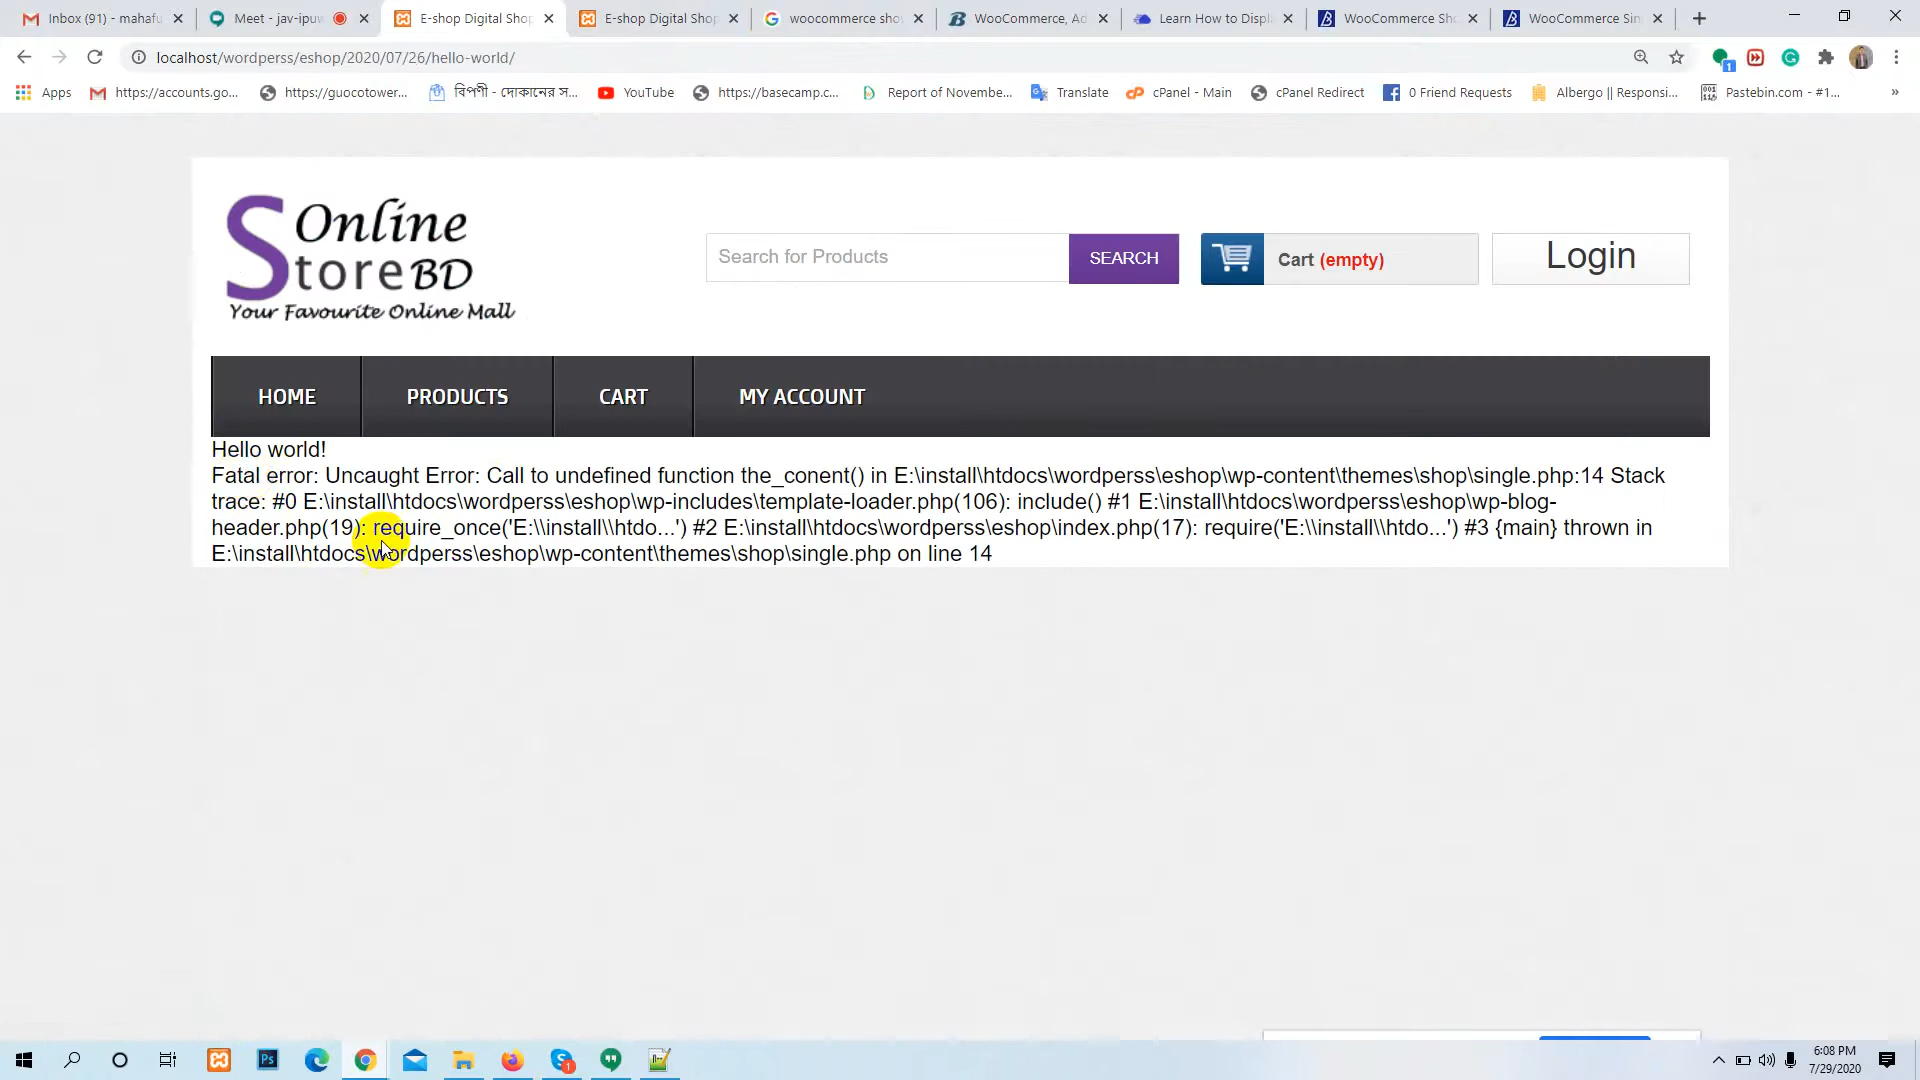 Inbox (91) - mahafu
Meet - jav-ipuw
E-shop Digital Shop
E-shop Digital Shop
woocommerce sho
WooCommerce, Ad
Learn How to Displ
WooCommerce Sho
WooCommerce Sin
localhost/wordperss/eshop/2020/07/26/hello-world/
1
Apps
https://accounts.go...
https://guocotower...
বিপণী - দোকানের স...
YouTube
https://basecamp.c...
Report of Novembe...
Translate
cPanel - Main
cPanel Redirect
0 Friend Requests
Albergo || Responsi...
Pastebin.com - #1...
»
Online
StoreBD
Your Favourite Online Mall
Search for Products
SEARCH
Cart (empty)
Login
HOME
PRODUCTS
CART
MY ACCOUNT
Hello world!
Fatal error: Uncaught Error: Call to undefined function the_conent() in E:\install\htdocs\wordperss\eshop\wp-content\themes\shop\single.php:14 Stack
trace: #0 E:\install\htdocs\wordperss\eshop\wp-includes\template-loader.php(106): include() #1 E:\install\htdocs\wordperss\eshop\wp-blog-
header.php(19): require_once('E:\\install\\htdo...') #2 E:\install\htdocs\wordperss\eshop\index.php(17): require('E:\\install\\htdo...') #3 {main} thrown in
E:\install\htdocs\wordperss\eshop\wp-content\themes\shop\single.php on line 14
Ps
1
6:08 PM
7/29/2020